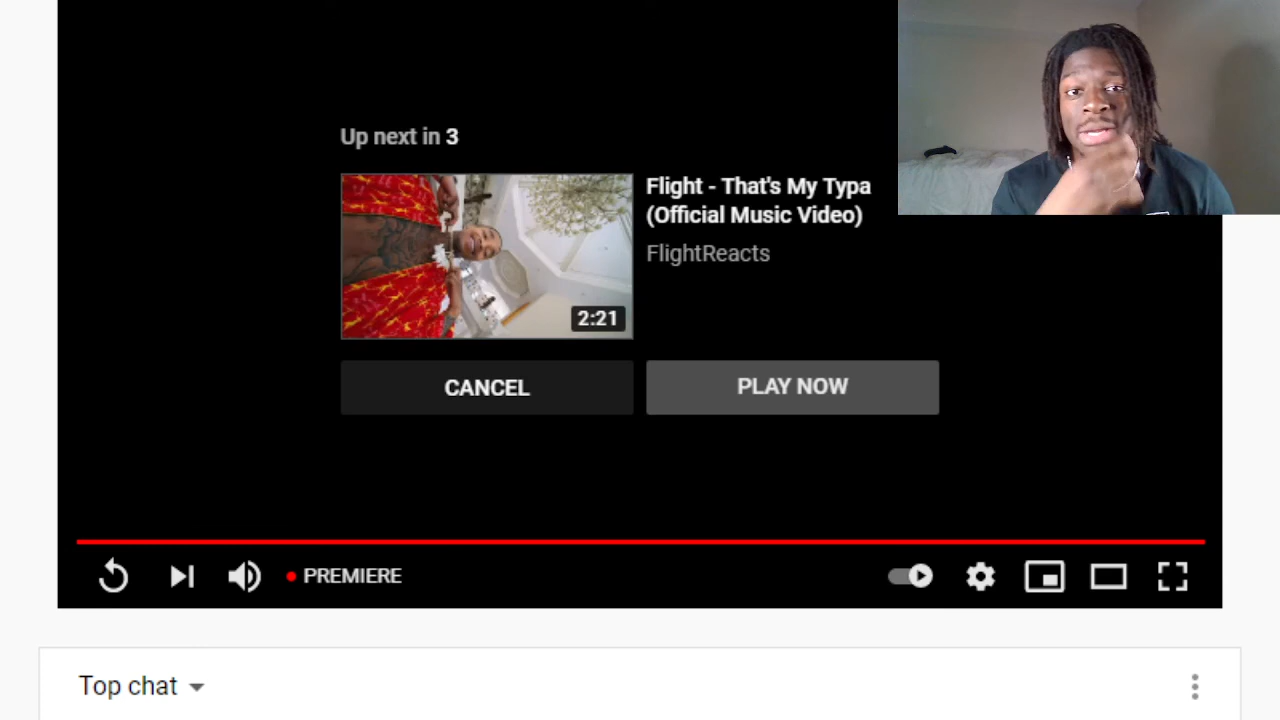 Up next in 3
Flight - That's My Typa
(Official Music Video)
FlightReacts
2:21
CANCEL
PLAY NOW
PREMIERE
Top chat